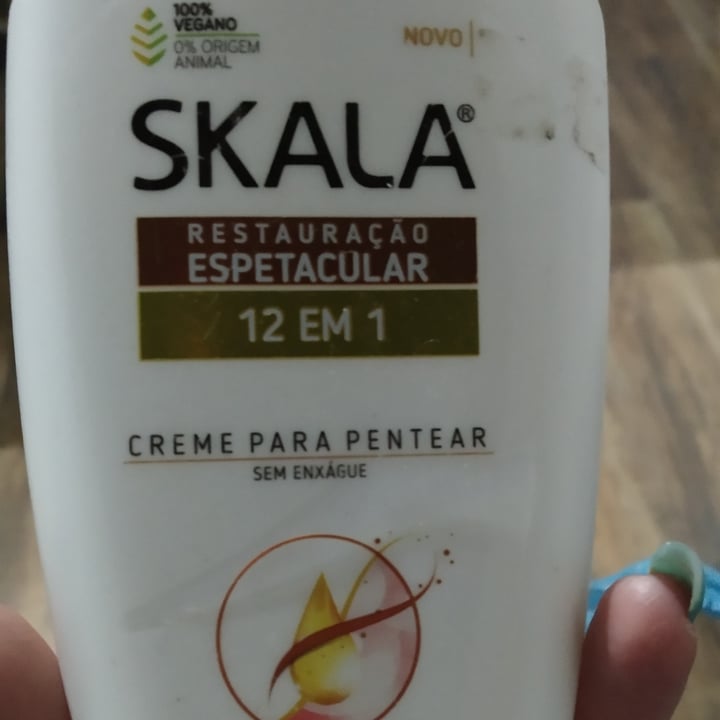 100%
VEGANO
0% ORIGEM
ANIMAL
NOVO
SKALA®
RESTAURAÇÃO
ESPETACULAR
12 EM 1
CREME PARA PENTEAR
SEM ENXÁGUE